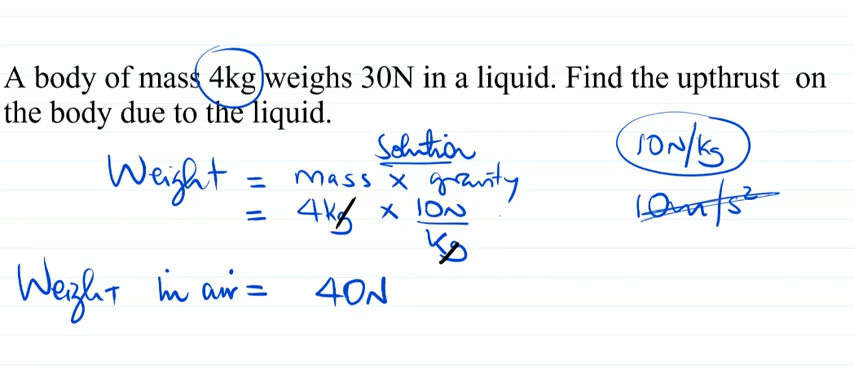 A body of mass 4kg weighs 30N in a liquid. Find the upthrust on
the body due to the liquid.
Solution
10N/kg
Weight = mass x gravity
10m/s²
= 4kg x 10N
kg
Weight in air = 40N